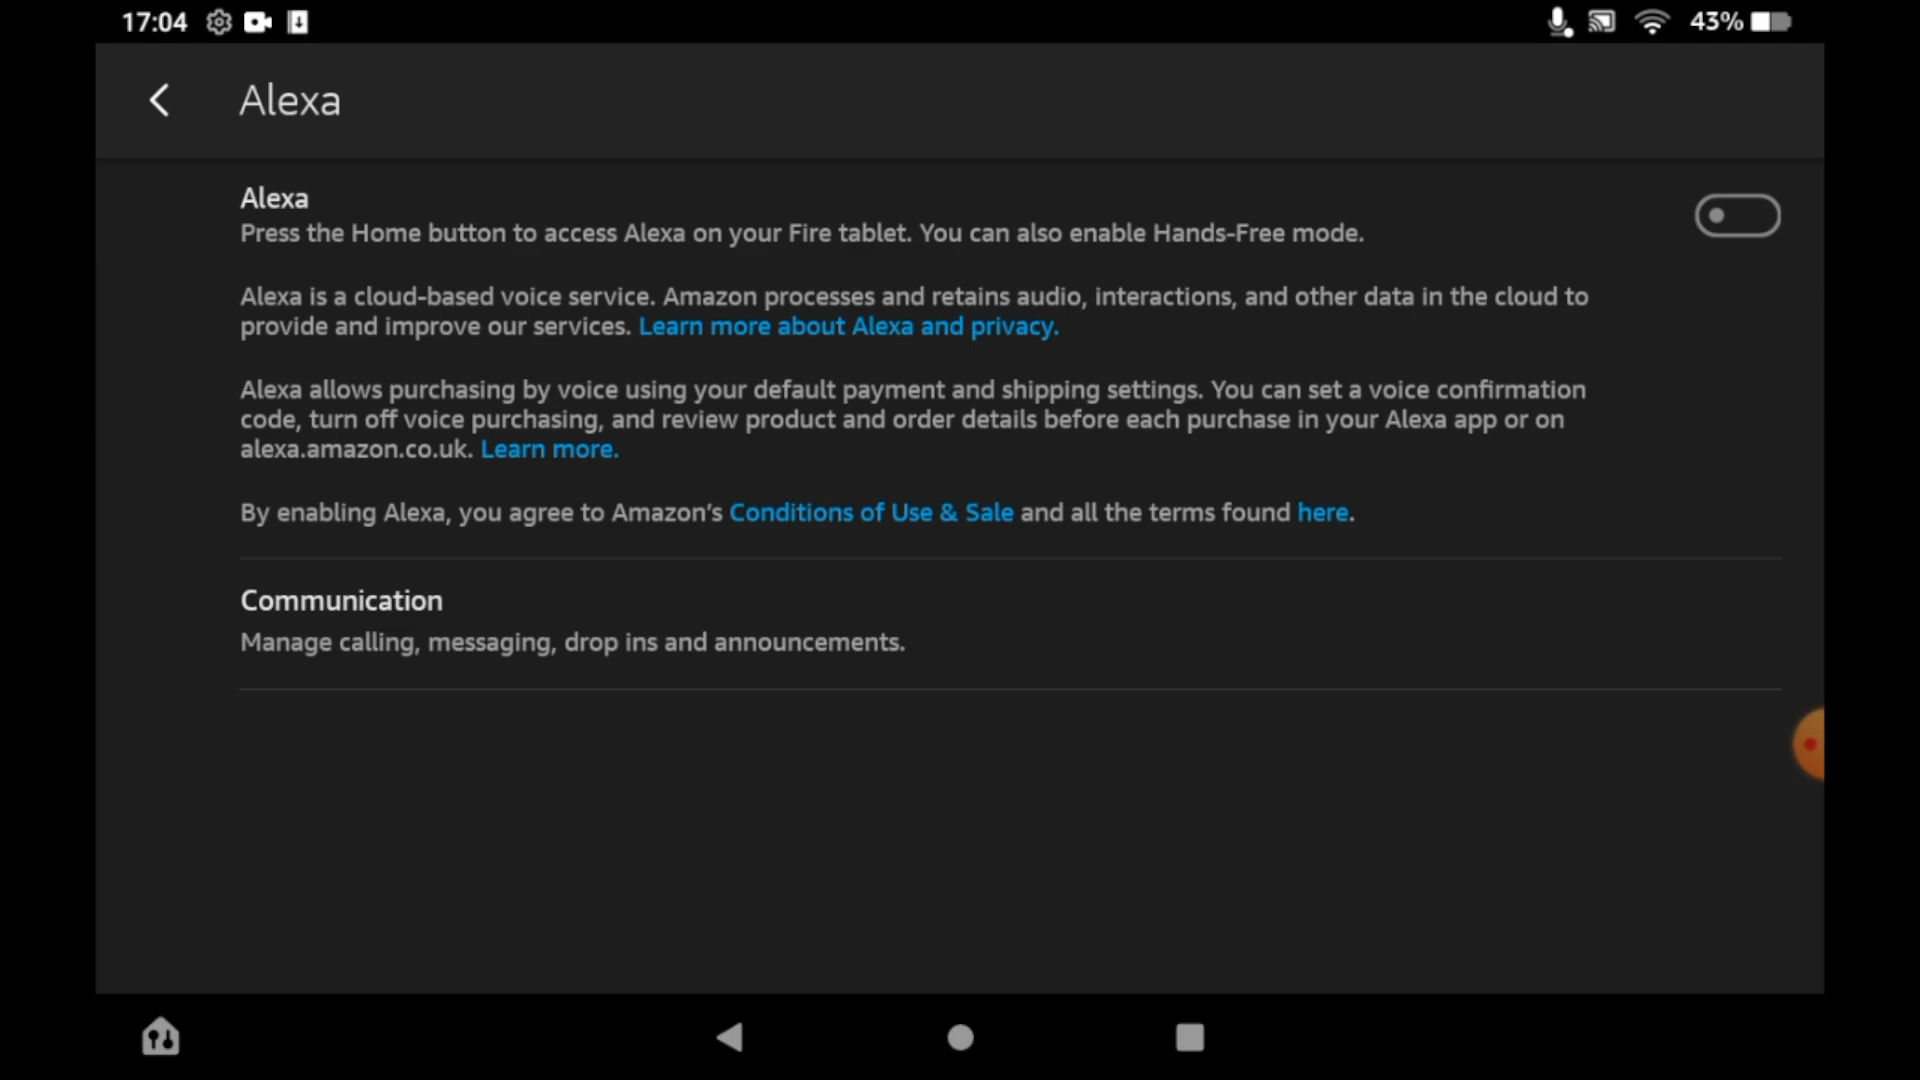 17:04
43%
Alexa
Alexa
Press the Home button to access Alexa on your Fire tablet. You can also enable Hands-Free mode.
Alexa is a cloud-based voice service. Amazon processes and retains audio, interactions, and other data in the cloud to
provide and improve our services. Learn more about Alexa and privacy.
Alexa allows purchasing by voice using your default payment and shipping settings. You can set a voice confirmation
code, turn off voice purchasing, and review product and order details before each purchase in your Alexa app or on
alexa.amazon.co.uk. Learn more.
By enabling Alexa, you agree to Amazon’s Conditions of Use & Sale and all the terms found here.
Communication
Manage calling, messaging, drop ins and announcements.